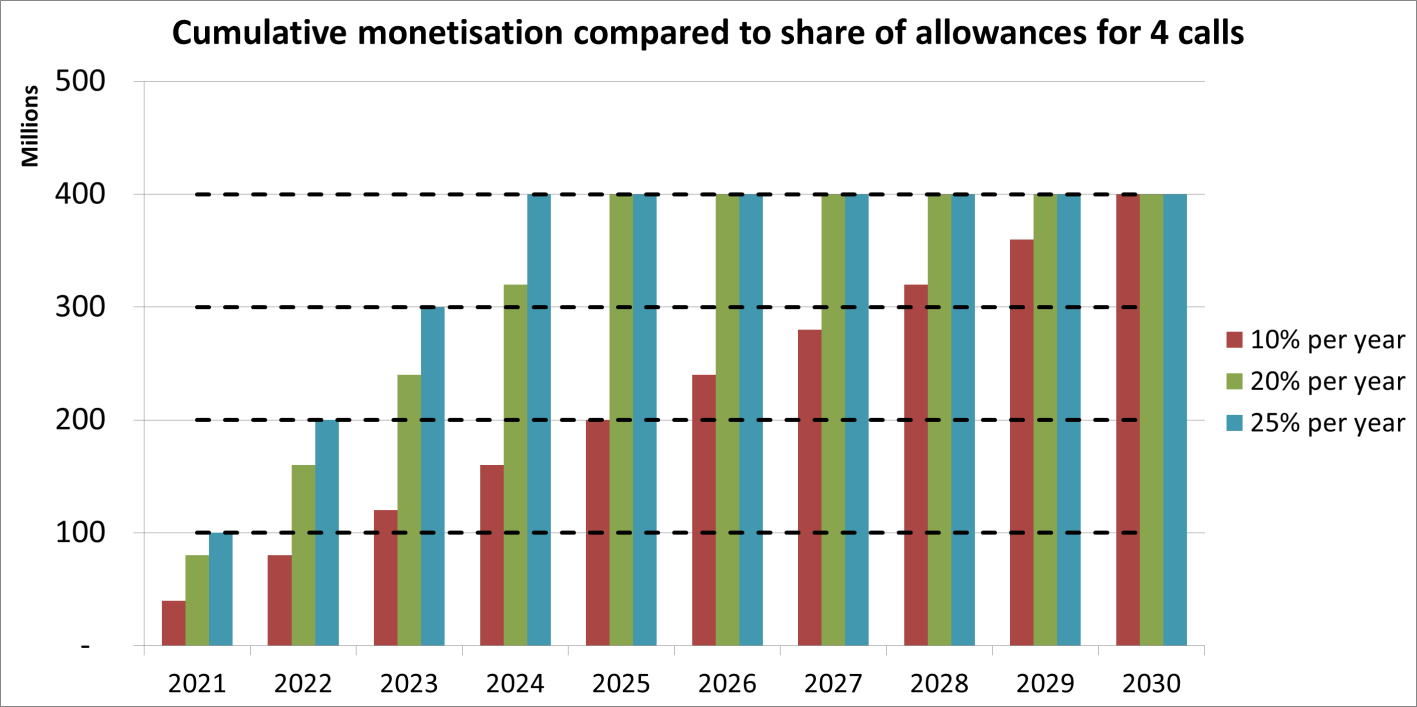 Cumulative monetisation compared to share of allowances for 4 calls
Millions
500
400
300
200
100
-
2021 2022 2023 2024 2025 2026 2027 2028 2029 2030
10% per year
20% per year
25% per year